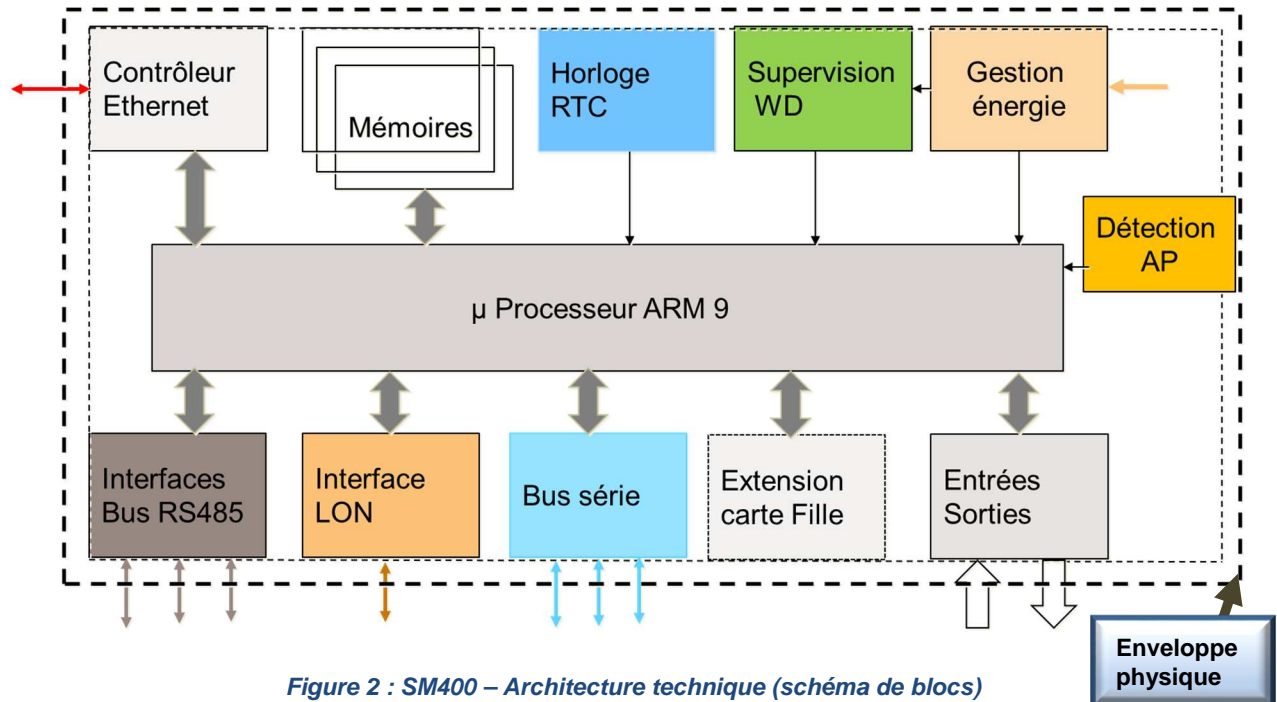 Contrôleur
Ethernet
Mémoires
Horloge
RTC
Supervision
WD
Gestion
énergie
Détection
AP
µ Processeur ARM 9
Interfaces
Bus RS485
Interface
LON
Bus série
Extension
carte Fille
Entrées
Sorties
Enveloppe
physique
Figure 2 : SM400 – Architecture technique (schéma de blocs)